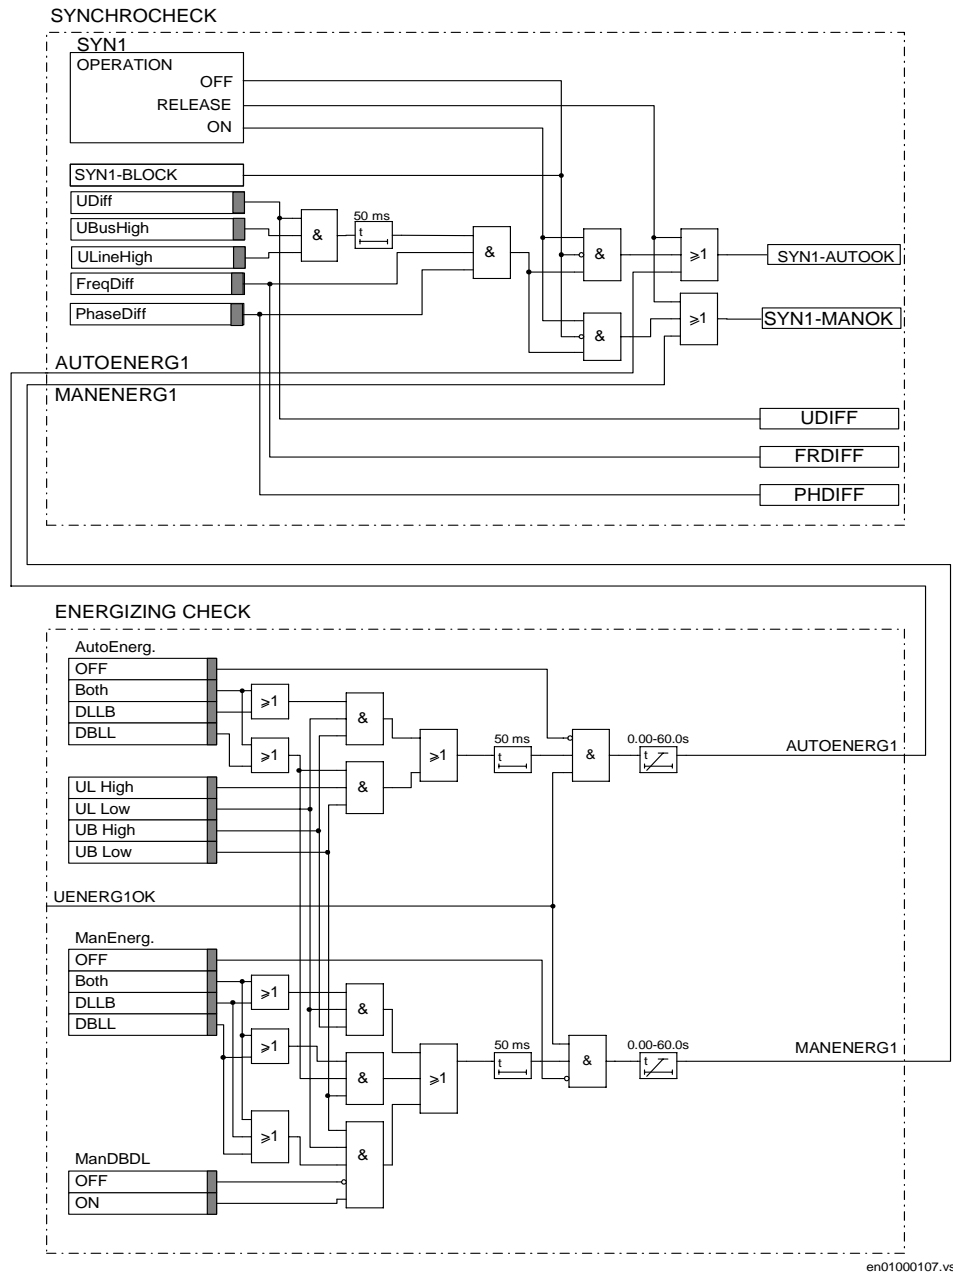 SYNCHROCHECK
SYN1
OPERATION
OFF
RELEASE
ON
SYN1-BLOCK
UDiff
UBusHigh
ULineHigh
FreqDiff
PhaseDiff
&
50 ms
t
&
&
≥1
SYN1-AUTOOK
&
≥1
SYN1-MANOK
AUTOENERG1
MANENERG1
UDIFF
FRDIFF
PHDIFF
ENERGIZING CHECK
AutoEnerg.
OFF
Both
DLLB
DBLL
≥1
≥1
&
&
≥1
50 ms
t
&
0.00-60.0s
t
AUTOENERG1
UL High
UL Low
UB High
UB Low
UENERG1OK
ManEnerg.
OFF
Both
DLLB
DBLL
≥1
≥1
≥1
&
&
&
≥1
50 ms
t
&
0.00-60.0s
t
MANENERG1
ManDBDL
OFF
ON
en01000107.vs